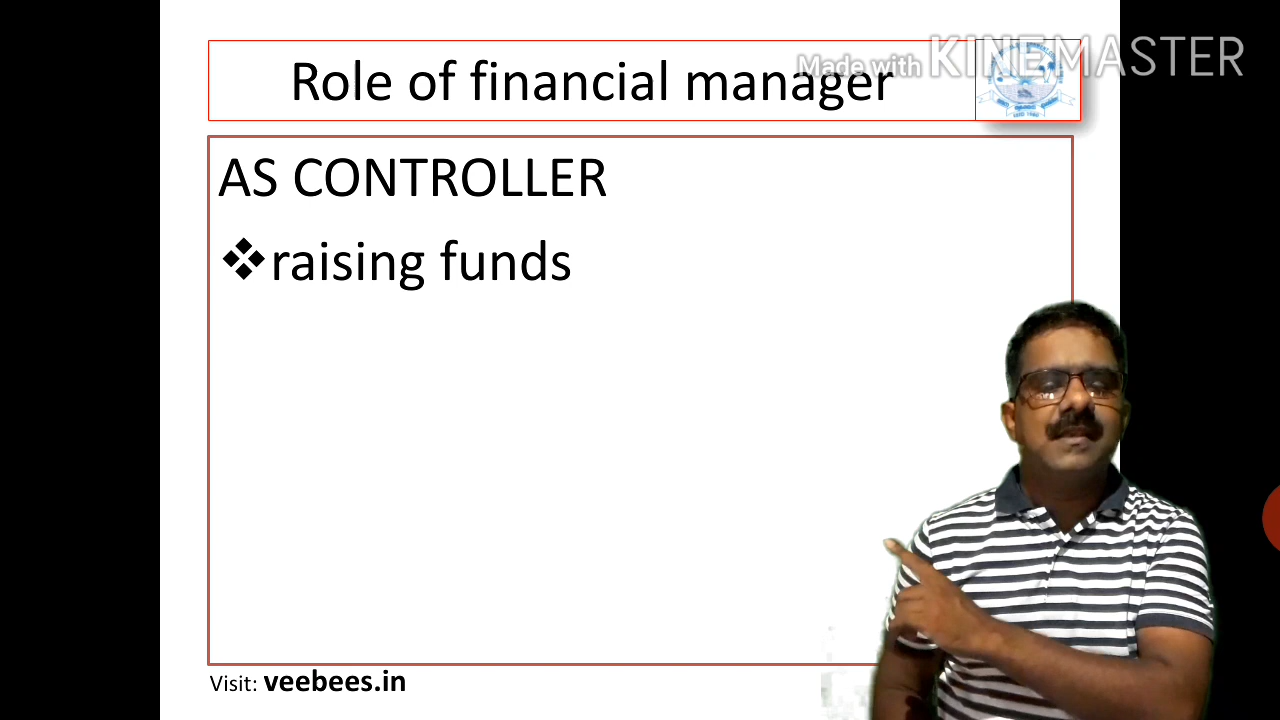 Role of financial manager
Made with KINEMASTER
AS CONTROLLER
❖raising funds
Visit: veebees.in